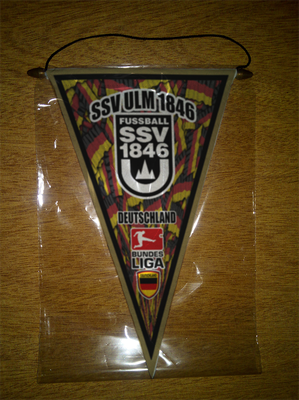 SSV ULM 1846
FUSSBALL
SSV
1846
DEUTSCHLAND
BUNDES
LIGA